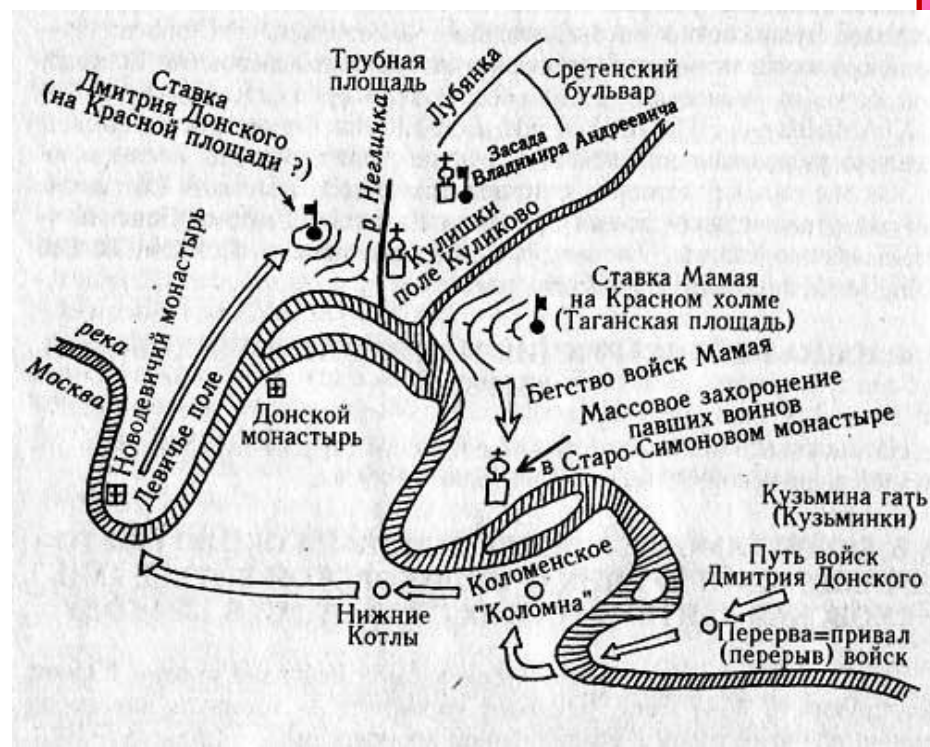 Ставка
Дмитрия Донского
(на Красной площади ?)
Трубная
площадь
р. Неглинка
Лубянка
Сретенский
бульвар
Засада
Владимира Андреевича
Кулишки
поле Куликово
Ставка Мамая
на Красном холме
(Таганская площадь)
Бегство войск Мамая
Массовое захоронение
павших войнов
в Старо-Симоновом монастыре
река
Москва
Новодевичий монастырь
Девичье поле
Донской
монастырь
Кузьмина гать
(Кузьминки)
Путь войск
Дмитрия Донского
Перерва=привал
(перерыв) войск
Коломенское
"Коломна"
Нижние
Котлы